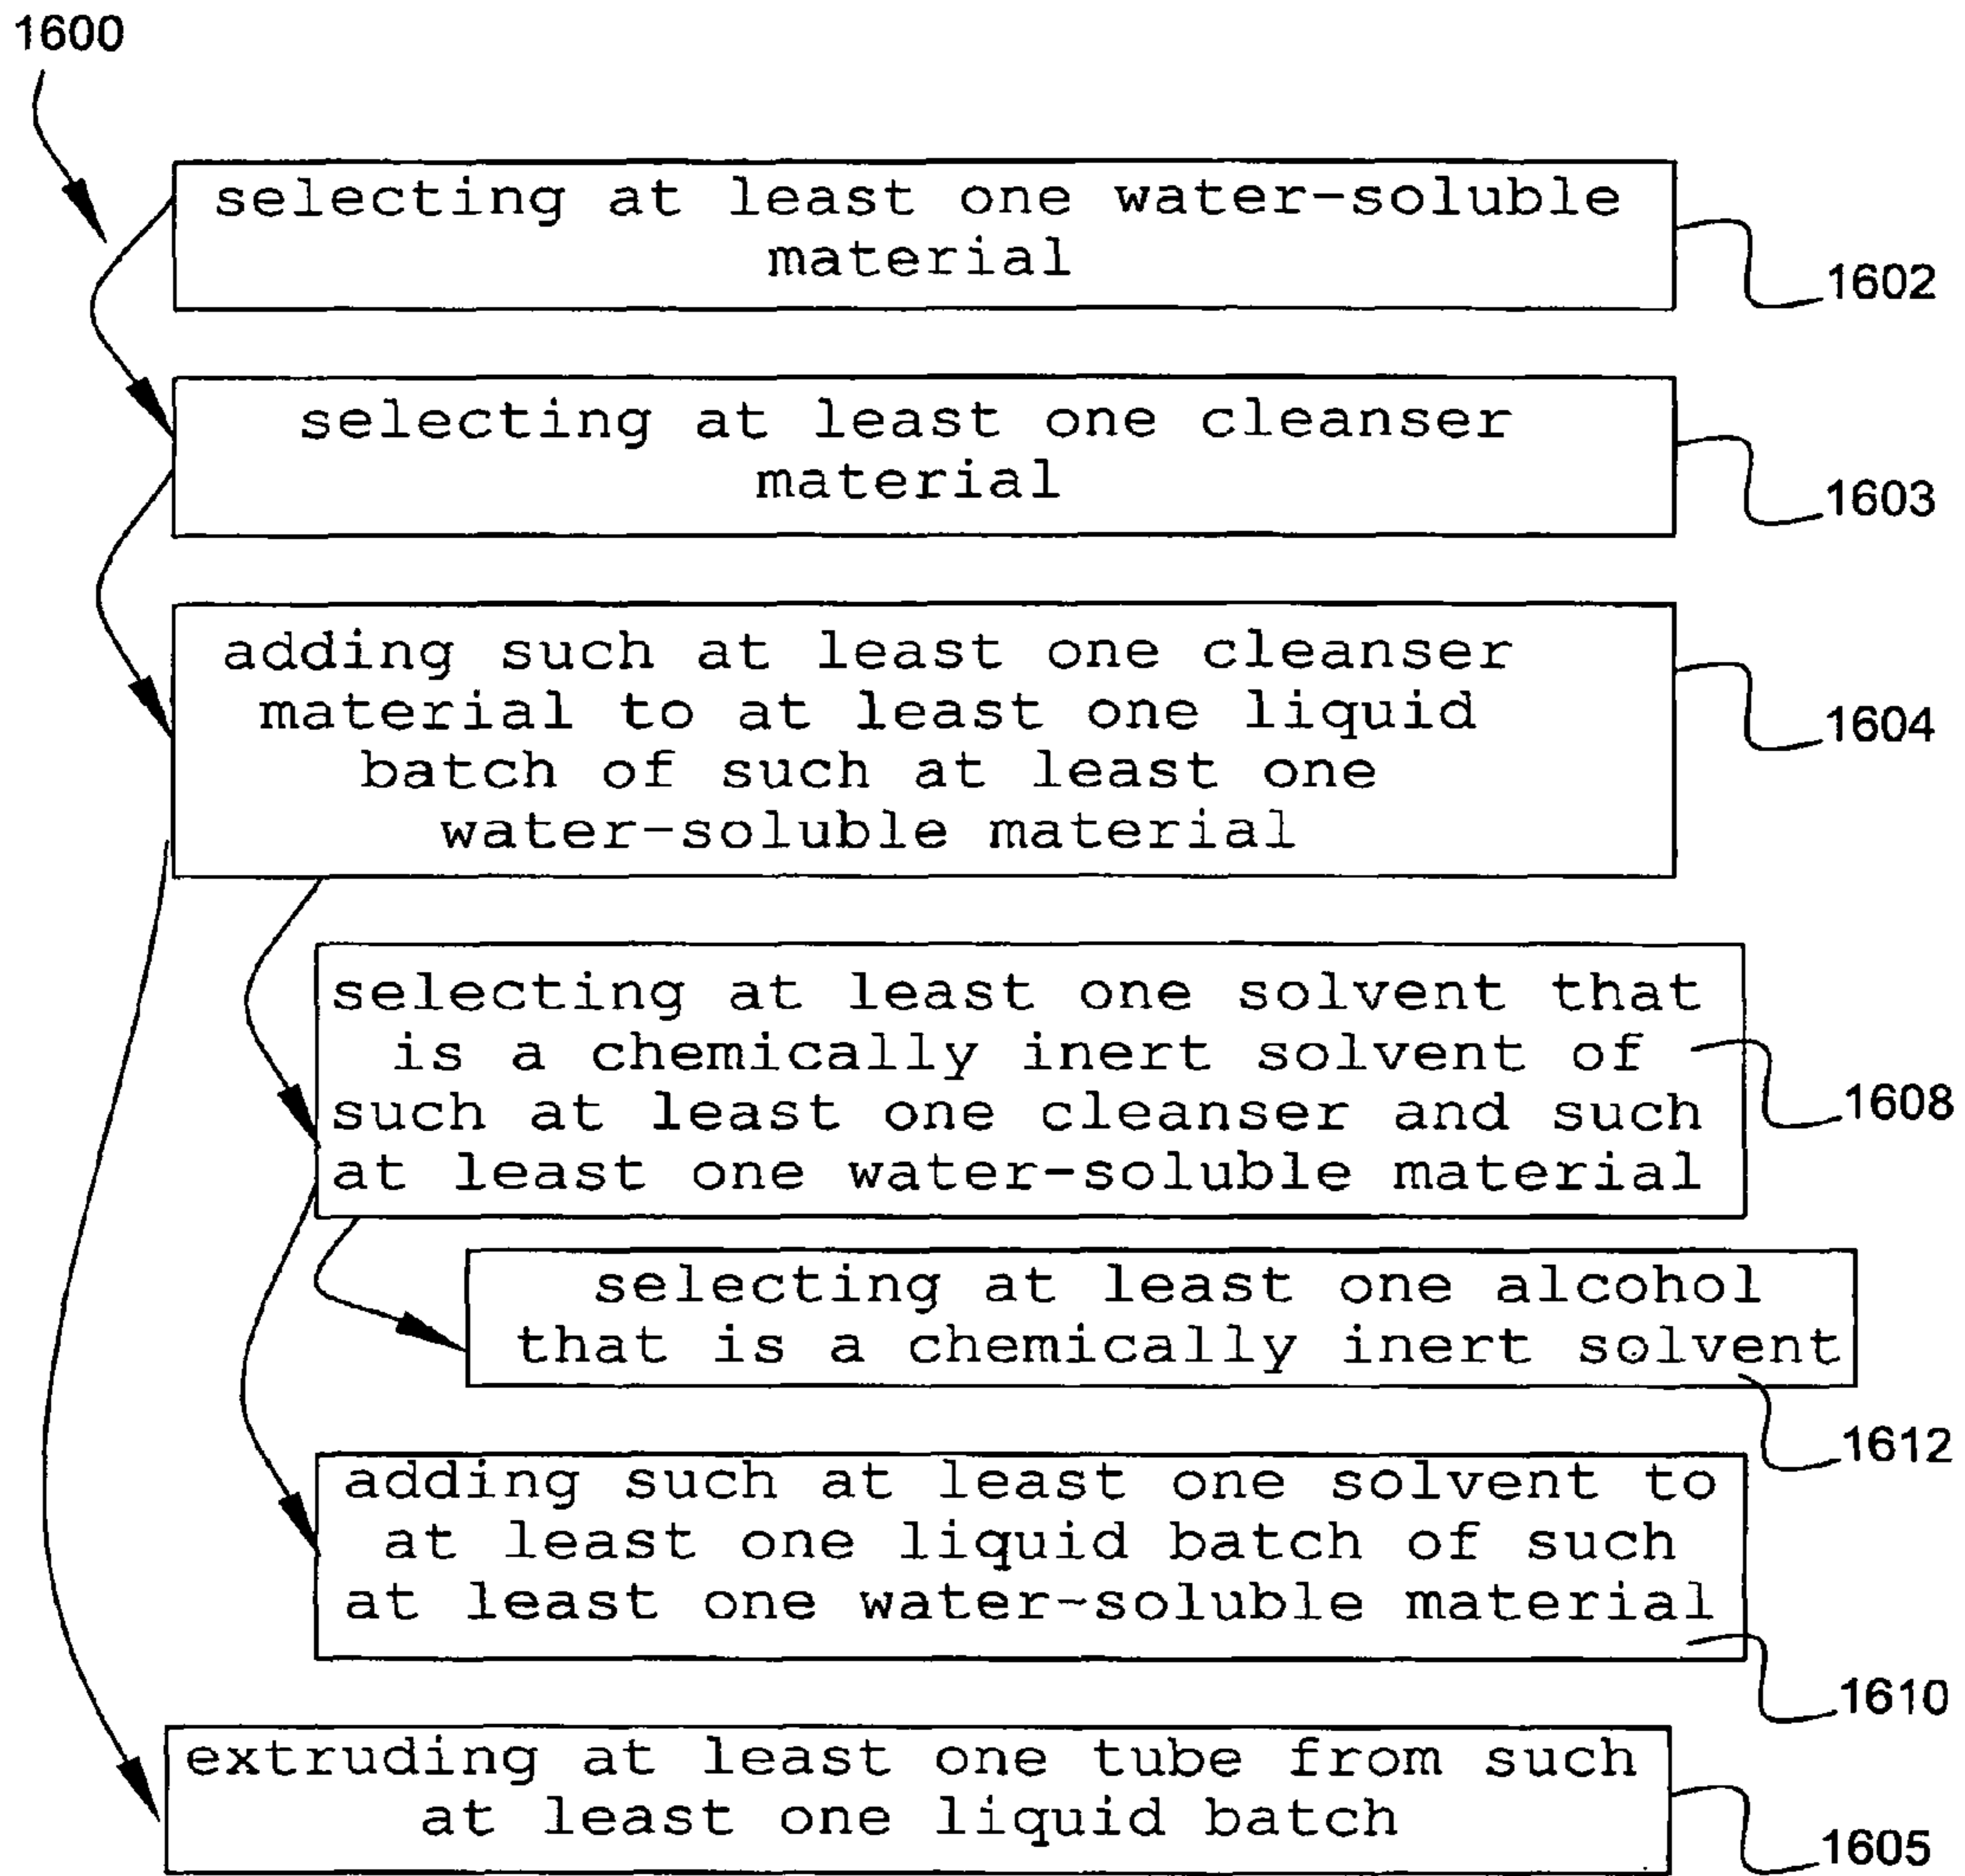 1600
selecting at least one water-soluble
material
1602
selecting at least one cleanser
material
1603
adding such at least one cleanser
material to at least one liquid
batch of such at least one
water-soluble material
1604
selecting at least one solvent that
is a chemically inert solvent of
such at least one cleanser and such
at least one water-soluble material
1608
selecting at least one alcohol
that is a chemically inert solvent
1612
adding such at least one solvent to
at least one liquid batch of such
at least one water-soluble material
1610
extruding at least one tube from such
at least one liquid batch
1605